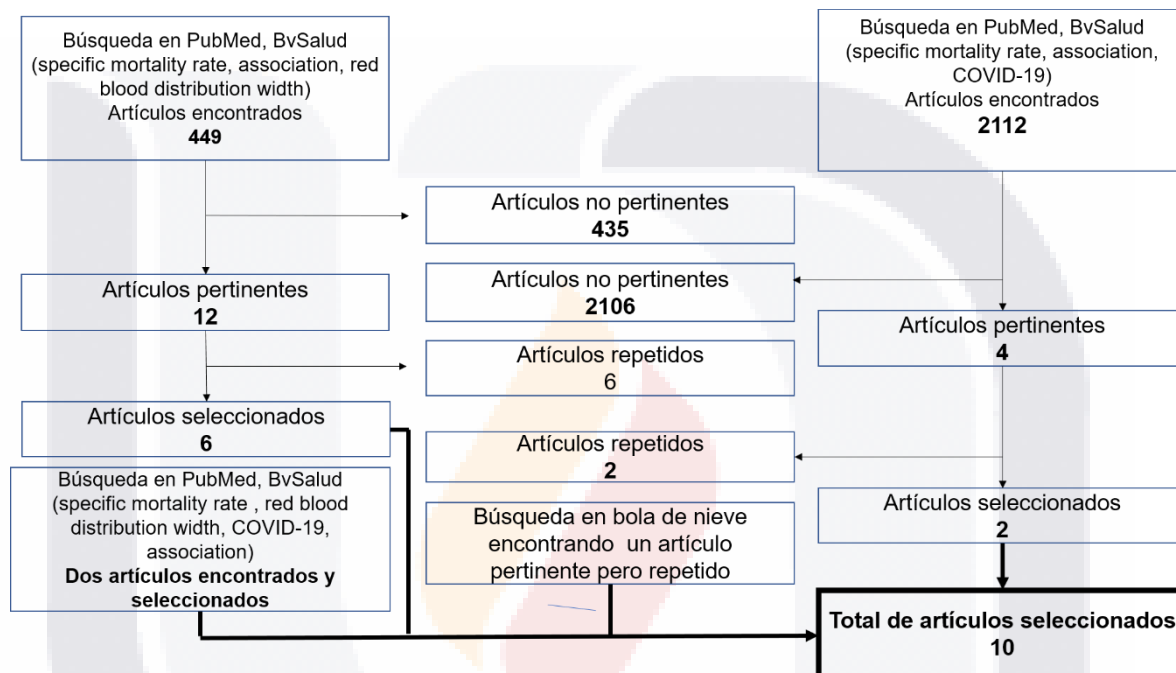 Búsqueda en PubMed, BvSalud
(specific mortality rate, association, red
blood distribution width)
Artículos encontrados
449
Búsqueda en PubMed, BvSalud
(specific mortality rate, association,
COVID-19)
Artículos encontrados
2112
Artículos no pertinentes
435
Artículos no pertinentes
2106
Artículos pertinentes
12
Artículos pertinentes
4
Artículos repetidos
6
Artículos seleccionados
6
Artículos repetidos
2
Artículos seleccionados
2
Búsqueda en PubMed, BvSalud
(specific mortality rate , red blood
distribution width, COVID-19,
association)
Dos artículos encontrados y
seleccionados
Búsqueda en bola de nieve
encontrando un artículo
pertinente pero repetido
Total de artículos seleccionados
10